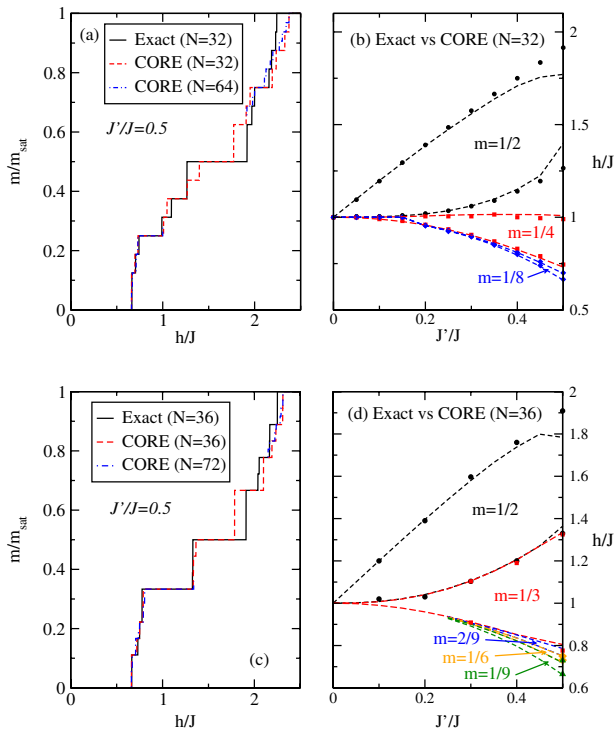 (a)
Exact (N=32)
CORE (N=32)
CORE (N=64)
J'/J=0.5
m/m_sat
1
0.8
0.6
0.4
0.2
0
0
1
2
h/J
(b) Exact vs CORE (N=32)
m=1/2
m=1/4
m=1/8
2
1.5
1
0.5
h/J
0
0.2
0.4
J'/J
Exact (N=36)
CORE (N=36)
CORE (N=72)
J'/J=0.5
(c)
m/m_sat
1
0.8
0.6
0.4
0.2
0
0
1
2
h/J
(d) Exact vs CORE (N=36)
m=1/2
m=1/3
m=2/9
m=1/6
m=1/9
2
1.8
1.6
1.4
1.2
1
0.8
0.6
h/J
0
0.2
0.4
J'/J